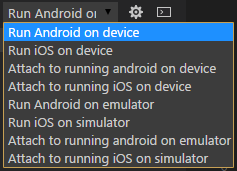 Run Android on
Run Android on device
Run iOS on device
Attach to running android on device
Attach to running iOS on device
Run Android on emulator
Run iOS on simulator
Attach to running android on emulator
Attach to running iOS on simulator